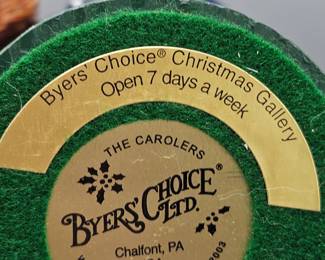 Byers' Choice® Christmas Gallery
Open 7 days a week
THE CAROLERS
BYERS' CHOICE®
LTD.
Chalfont, PA